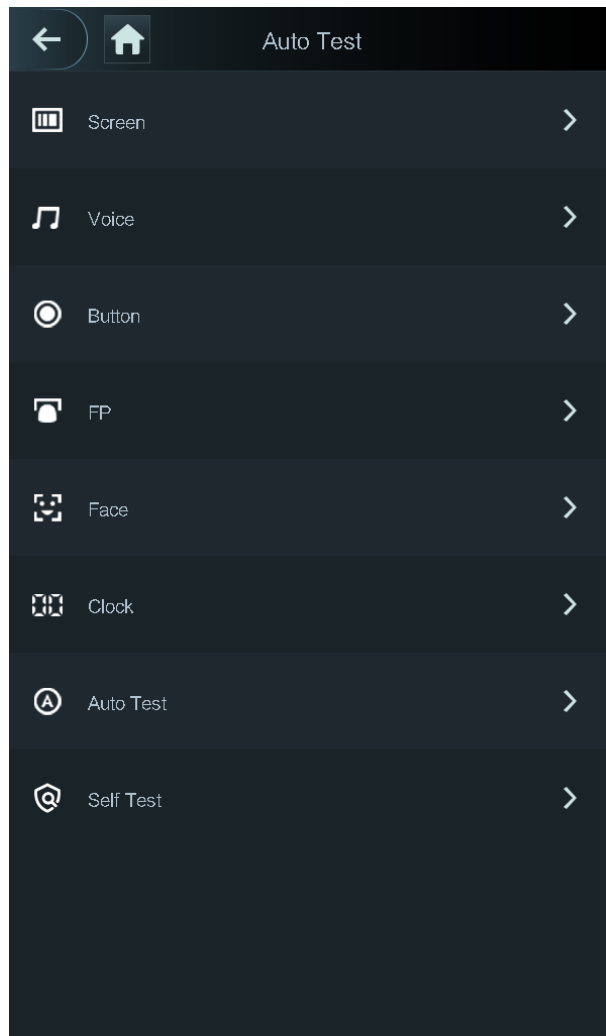 Auto Test
Screen
Voice
Button
FP
Face
Clock
Auto Test
Self Test